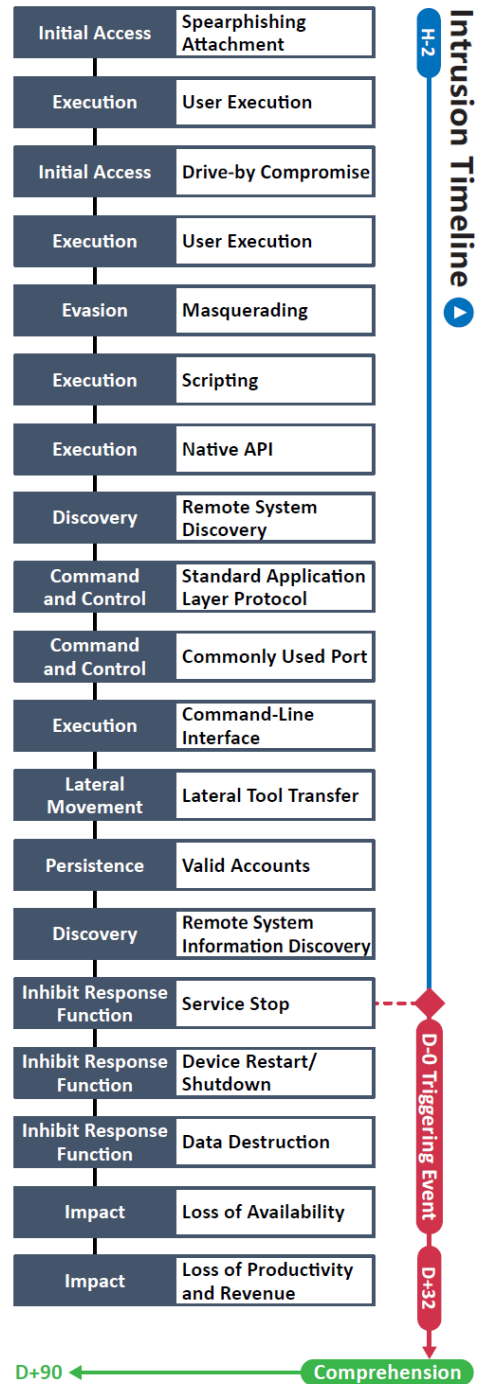 Intrusion Timeline
H-2
Initial Access
Spearphishing
Attachment
Execution
User Execution
Initial Access
Drive-by Compromise
Execution
User Execution
Evasion
Masquerading
Execution
Scripting
Execution
Native API
Discovery
Remote System
Discovery
Command
and Control
Standard Application
Layer Protocol
Command
and Control
Commonly Used Port
Execution
Command-Line
Interface
Lateral
Movement
Lateral Tool Transfer
Persistence
Valid Accounts
Discovery
Remote System
Information Discovery
Inhibit Response
Function
Service Stop
Inhibit Response
Function
Device Restart/
Shutdown
Inhibit Response
Function
Data Destruction
Impact
Loss of Availability
Impact
Loss of Productivity
and Revenue
D-0 Triggering Event
D+32
D+90
Comprehension